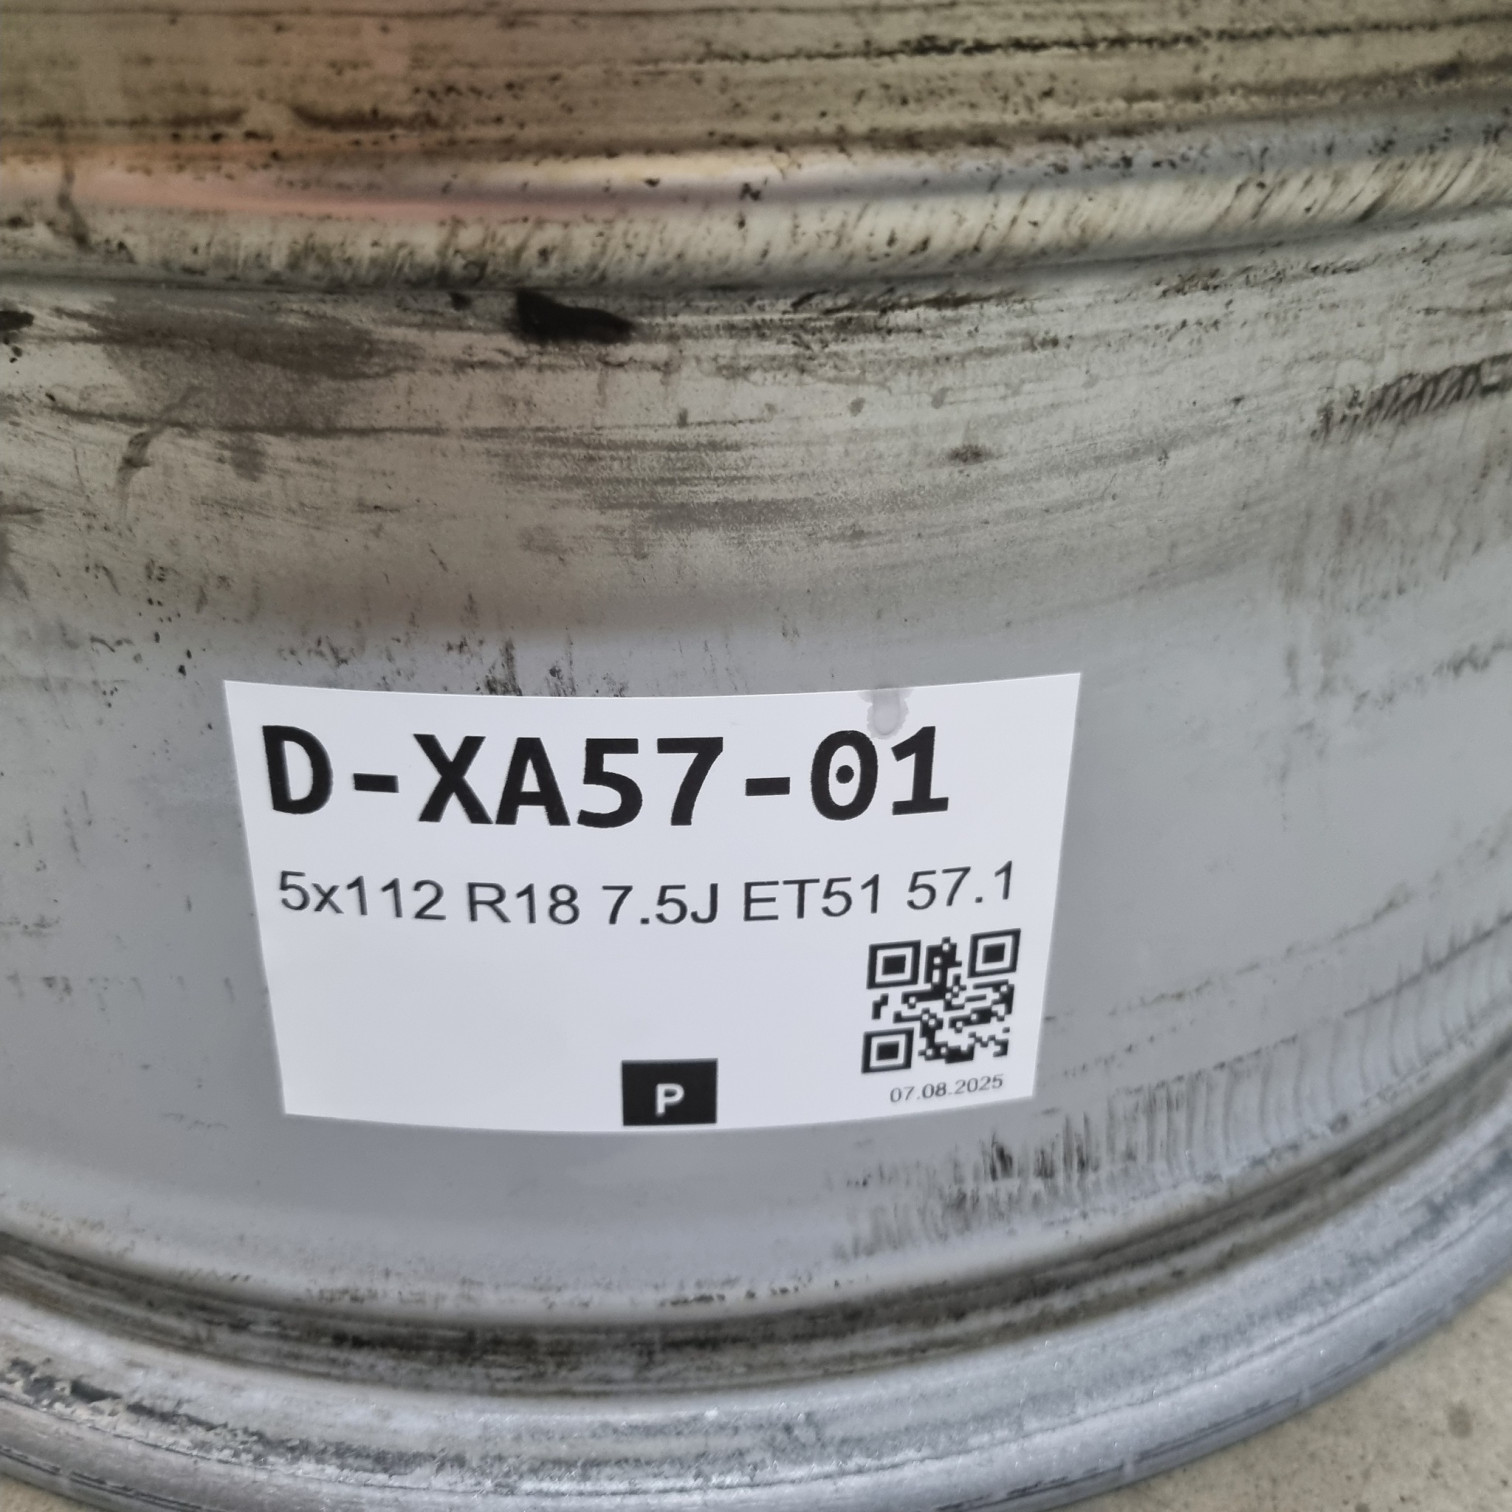 D-XA57-01
5x112 R18 7.5J ET51 57.1
P
07.08.2025